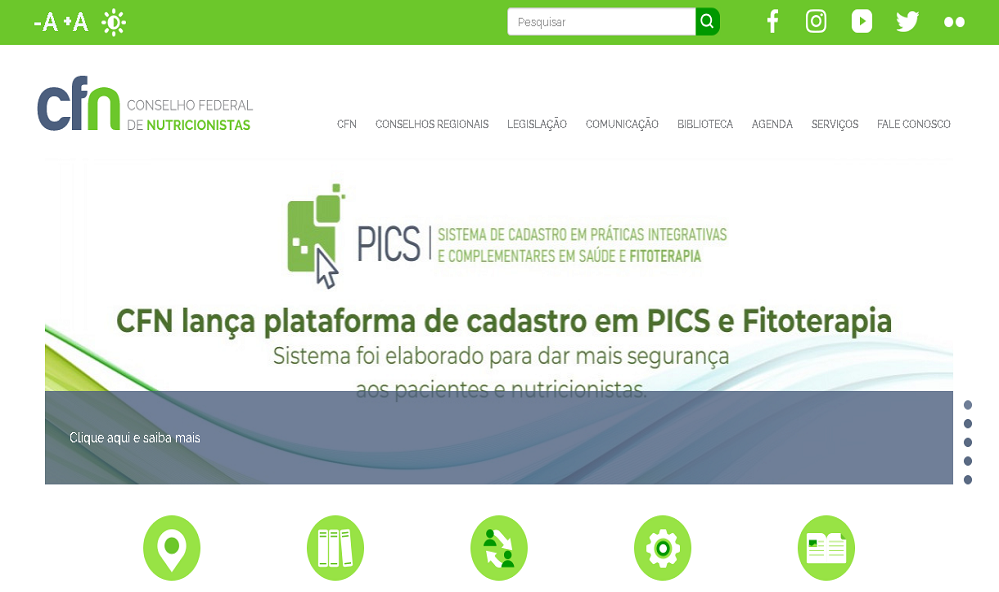 -A +A
Pesquisar
cfn CONSELHO FEDERAL
DE NUTRICIONISTAS
CFN CONSELHOS REGIONAIS LEGISLAÇÃO COMUNICAÇÃO BIBLIOTECA AGENDA SERVIÇOS FALE CONOSCO
PICS | SISTEMA DE CADASTRO EM PRÁTICAS INTEGRATIVAS
E COMPLEMENTARES EM SAÚDE E FITOTERAPIA
CFN lança plataforma de cadastro em PICS e Fitoterapia
Sistema foi elaborado para dar mais segurança
aos pacientes e nutricionistas.
Clique aqui e saiba mais